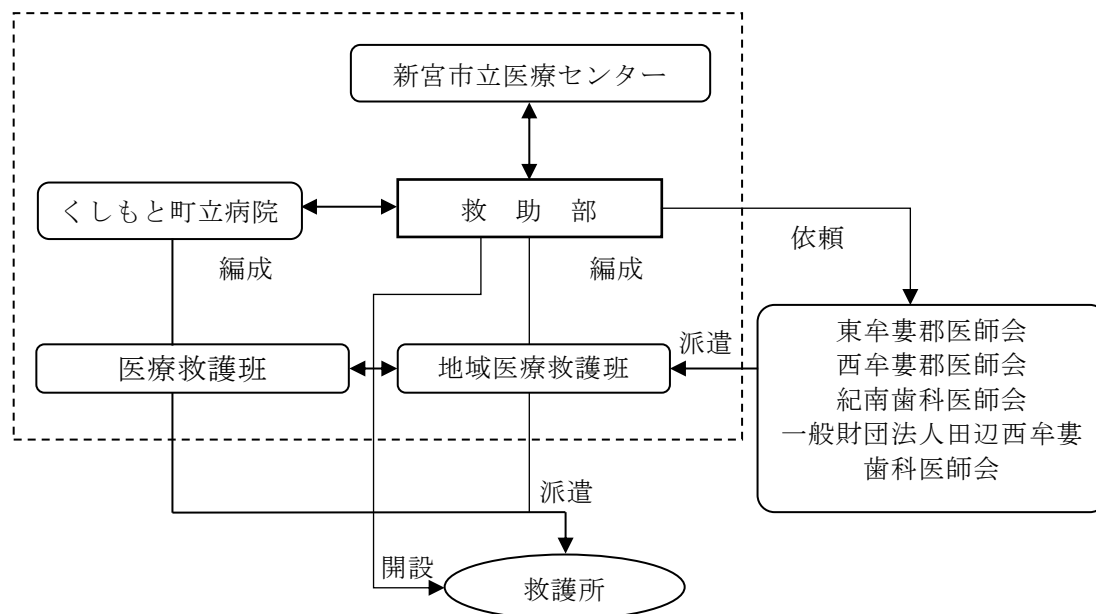 新宮市立医療センター
くしもと町立病院
救助部
依頼
編成
編成
東牟婁郡医師会
西牟婁郡医師会
紀南歯科医師会
一般財団法人田辺西牟婁
歯科医師会
派遣
医療救護班
地域医療救護班
派遣
開設
救護所